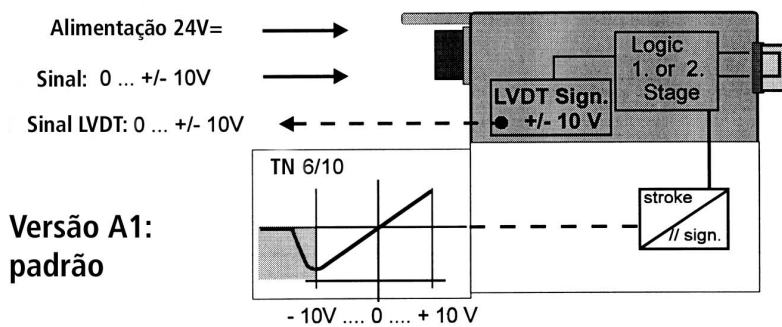 Alimentação 24V=
Sinal: 0 ... +/- 10V
Sinal LVDT: 0 ... +/- 10V
Logic
1. or 2.
Stage
LVDT Sign.
+/- 10 V
TN 6/10
stroke
// sign.
Versão A1:
padrão
- 10V .... 0 .... + 10 V